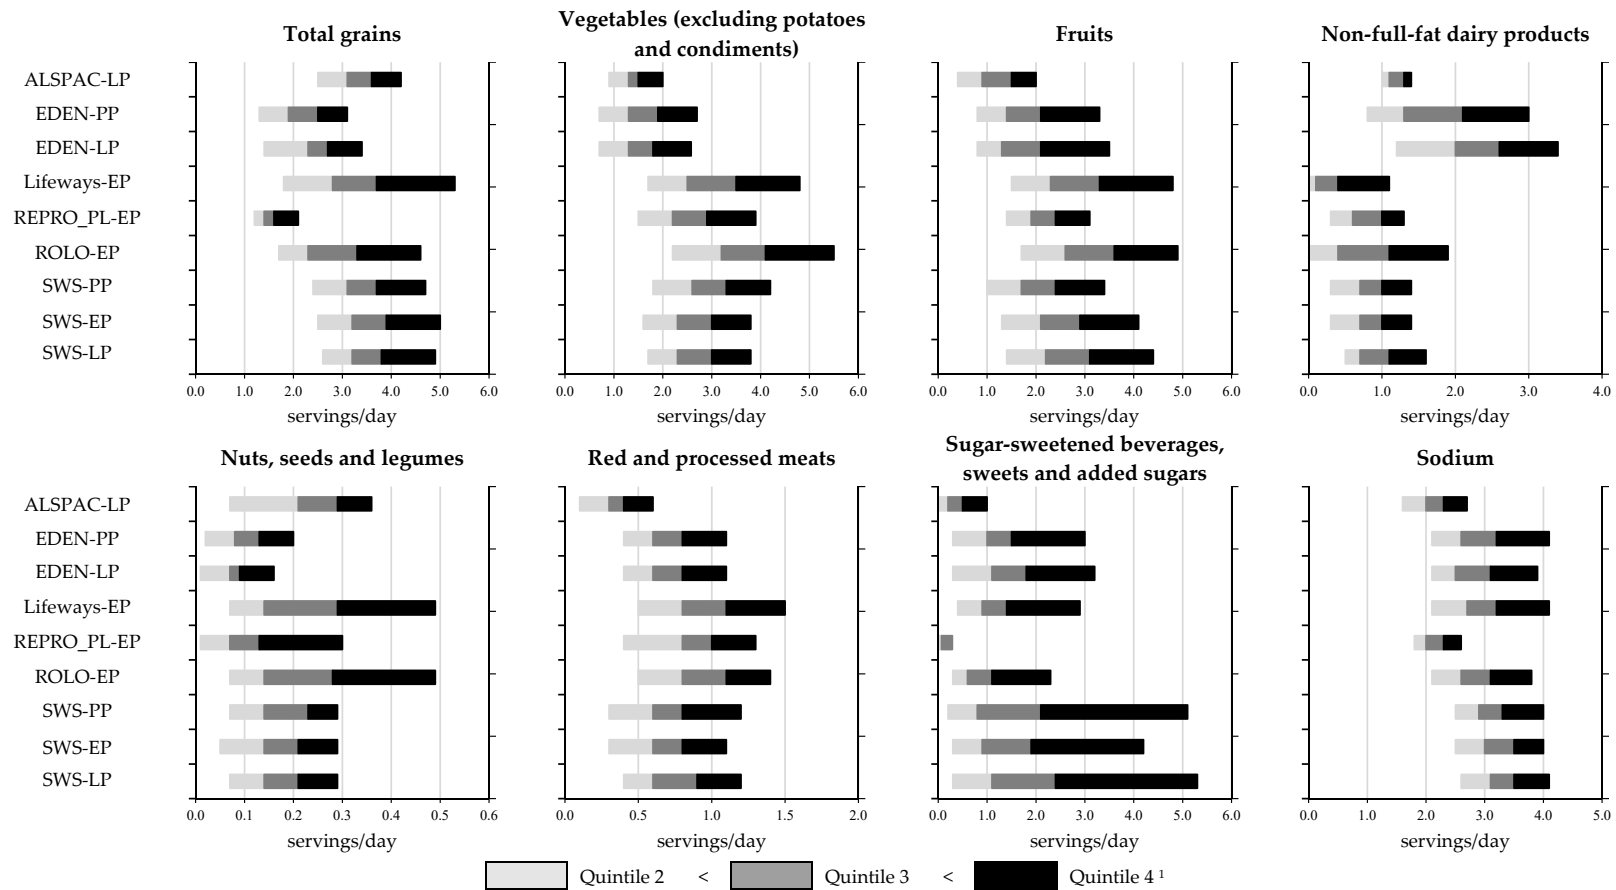 Total grains
Vegetables (excluding potatoes
and condiments)
Fruits
Non-full-fat dairy products
ALSPAC-LP
EDEN-PP
EDEN-LP
Lifeways-EP
REPRO_PL-EP
ROLO-EP
SWS-PP
SWS-EP
SWS-LP
0.0 1.0 2.0 3.0 4.0 5.0 6.0
0.0 1.0 2.0 3.0 4.0 5.0 6.0
0.0 1.0 2.0 3.0 4.0 5.0 6.0
0.0 1.0 2.0 3.0 4.0
servings/day
servings/day
servings/day
servings/day
Nuts, seeds and legumes
Red and processed meats
Sugar-sweetened beverages,
sweets and added sugars
Sodium
ALSPAC-LP
EDEN-PP
EDEN-LP
Lifeways-EP
REPRO_PL-EP
ROLO-EP
SWS-PP
SWS-EP
SWS-LP
0.0 0.1 0.2 0.3 0.4 0.5 0.6
0.0 0.5 1.0 1.5 2.0
0.0 1.0 2.0 3.0 4.0 5.0 6.0
0.0 1.0 2.0 3.0 4.0 5.0
servings/day
servings/day
servings/day
servings/day
Quintile 2 < Quintile 3 < Quintile 4 ¹